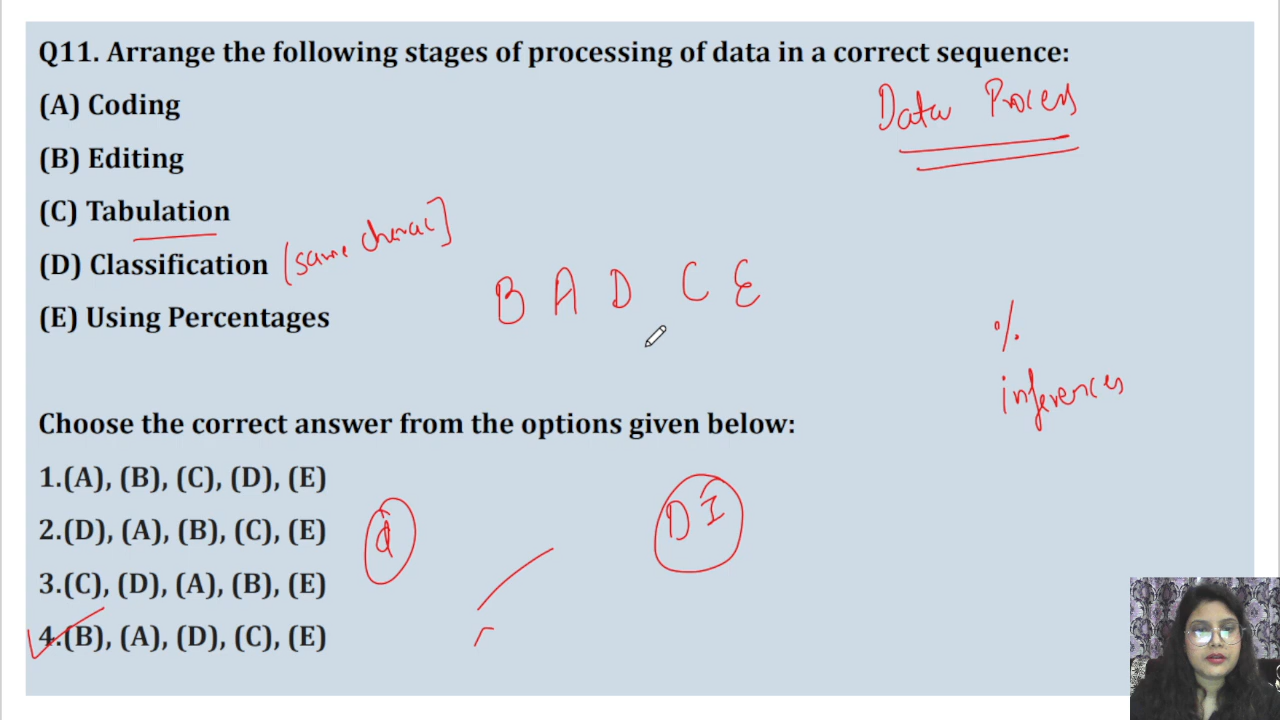 Q11. Arrange the following stages of processing of data in a correct sequence:
Data Process
(A) Coding
(B) Editing
(C) Tabulation
(D) Classification (same charac]
B A D C E
(E) Using Percentages
%
inferences
Choose the correct answer from the options given below:
1.(A), (B), (C), (D), (E)
2.(D), (A), (B), (C), (E)
d
DI
3.(C), (D), (A), (B), (E)
4.(B), (A), (D), (C), (E)